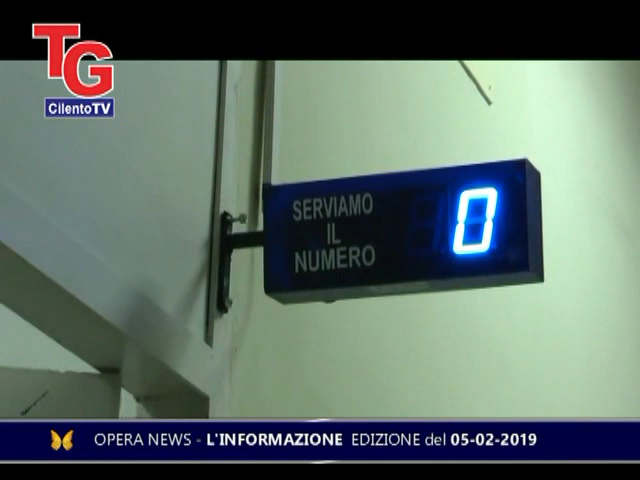 TG
CilentoTV
SERVIAMO
IL
NUMERO
0
OPERA NEWS - L'INFORMAZIONE EDIZIONE del 05-02-2019